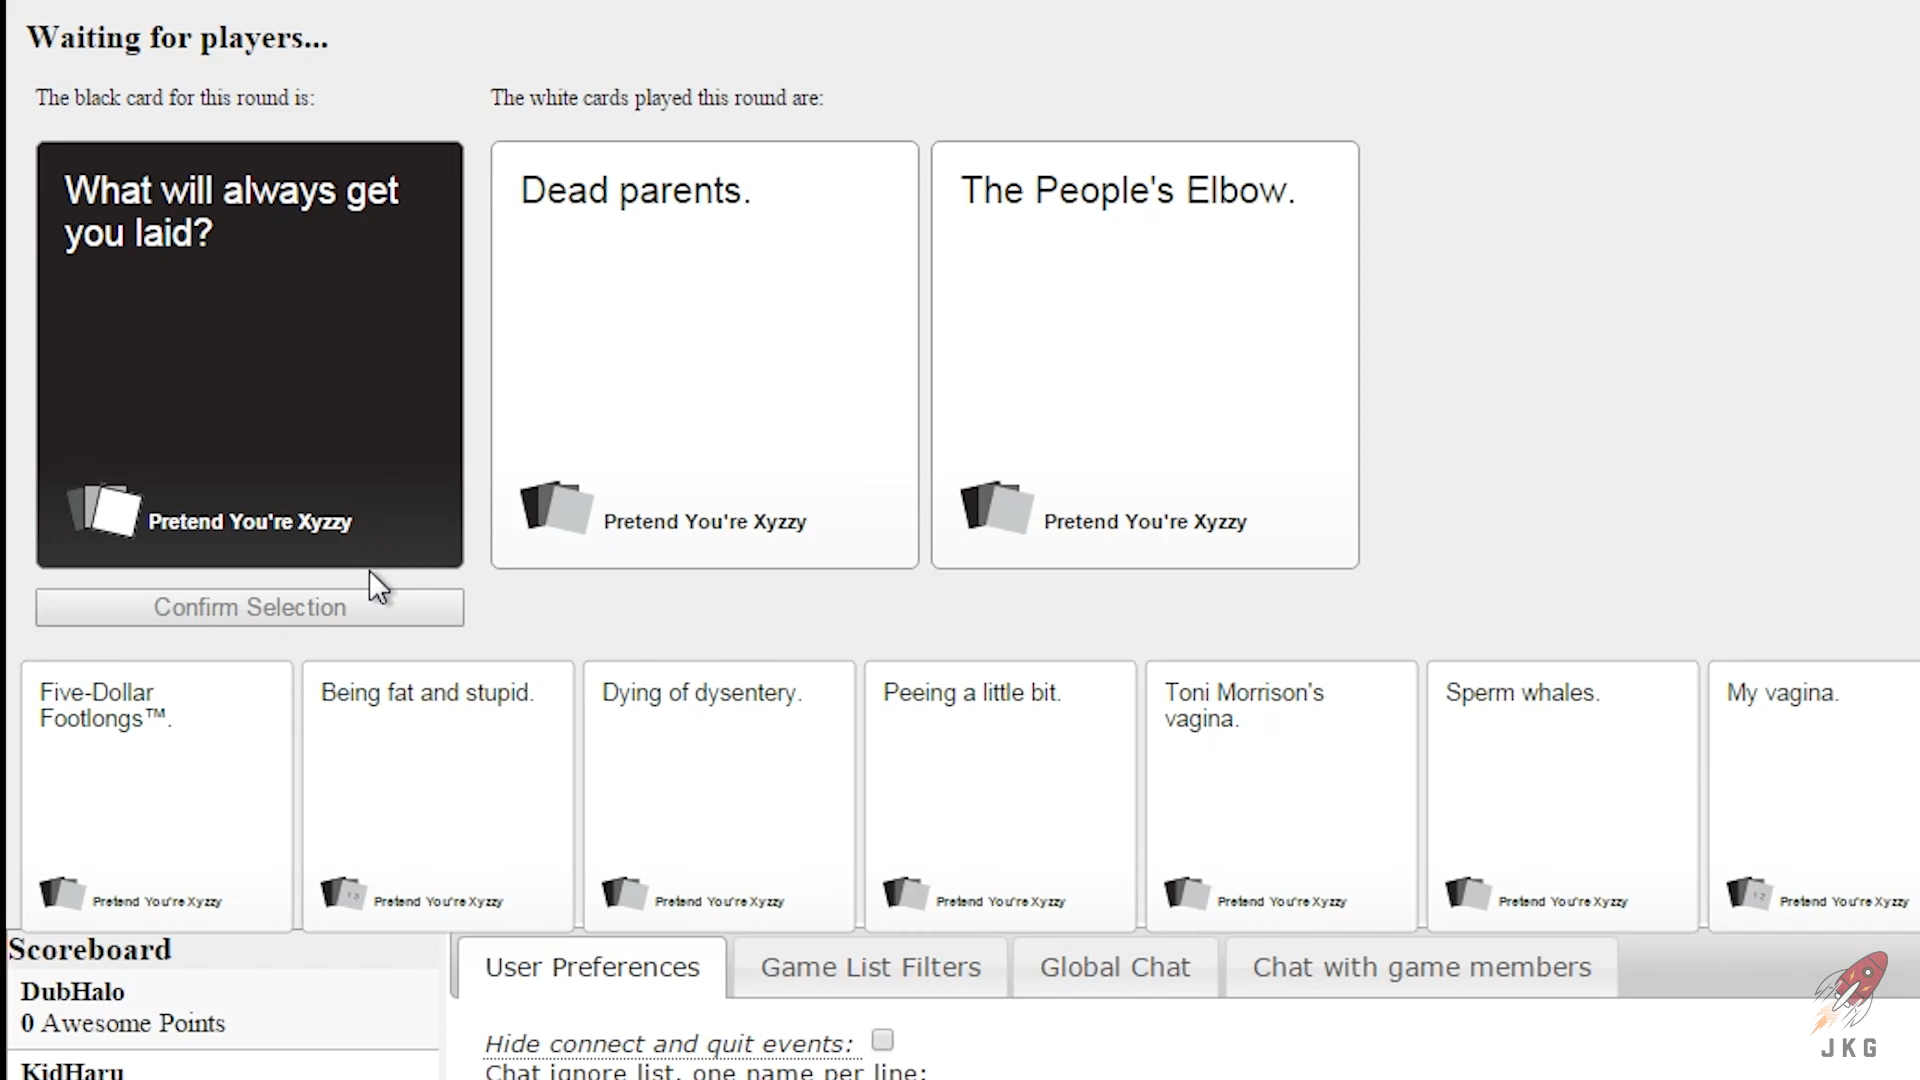 Waiting for players...
The black card for this round is:
The white cards played this round are:
What will always get
you laid?
Pretend You're Xyzzy
Dead parents.
Pretend You're Xyzzy
The People's Elbow.
Pretend You're Xyzzy
Confirm Selection
Five-Dollar
Footlongs™.
Pretend You're Xyzzy
Being fat and stupid.
Pretend You're Xyzzy
Dying of dysentery.
Pretend You're Xyzzy
Peeing a little bit.
Pretend You're Xyzzy
Toni Morrison's
vagina.
Pretend You're Xyzzy
Sperm whales.
Pretend You're Xyzzy
My vagina.
Pretend You're Xyzzy
Scoreboard
DubHalo
0 Awesome Points
KidHaru
User Preferences
Game List Filters
Global Chat
Chat with game members
Hide connect and quit events:
Chat ignore list, one name per line:
JKG